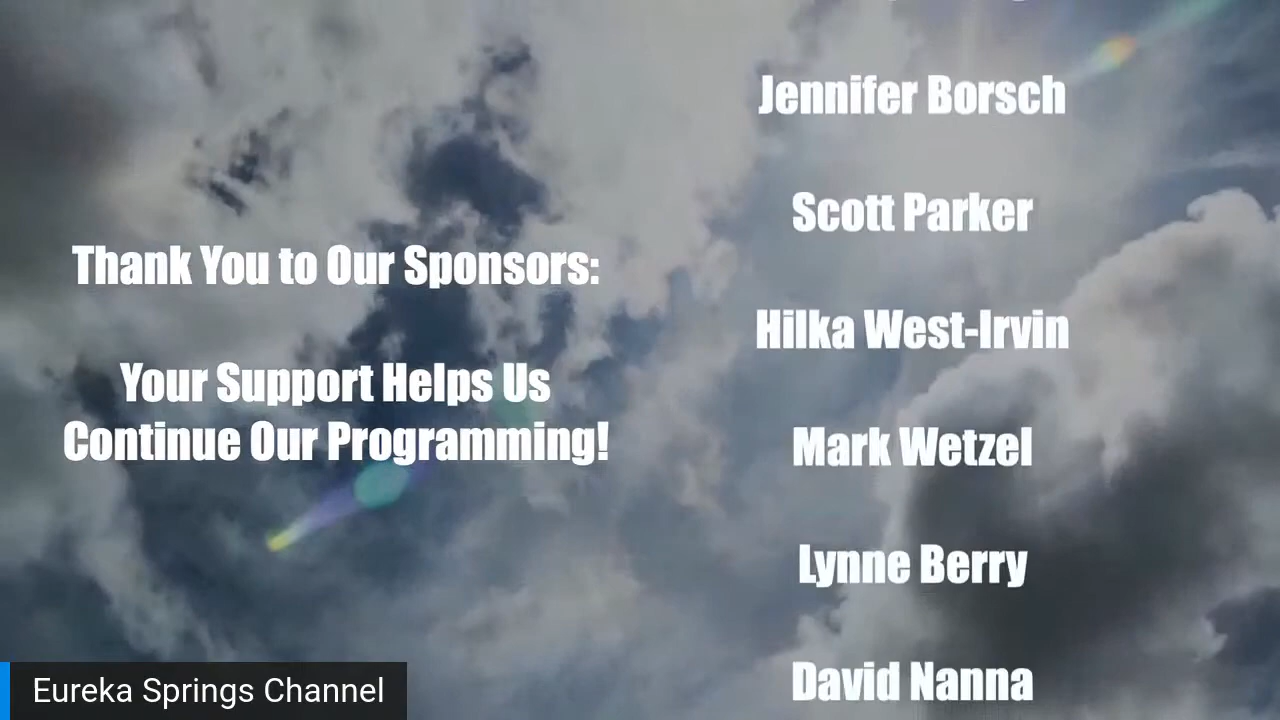 Thank You to Our Sponsors:
Your Support Helps Us
Continue Our Programming!
Jennifer Borsch
Scott Parker
Hilka West-Irvin
Mark Wetzel
Lynne Berry
David Nanna
Eureka Springs Channel